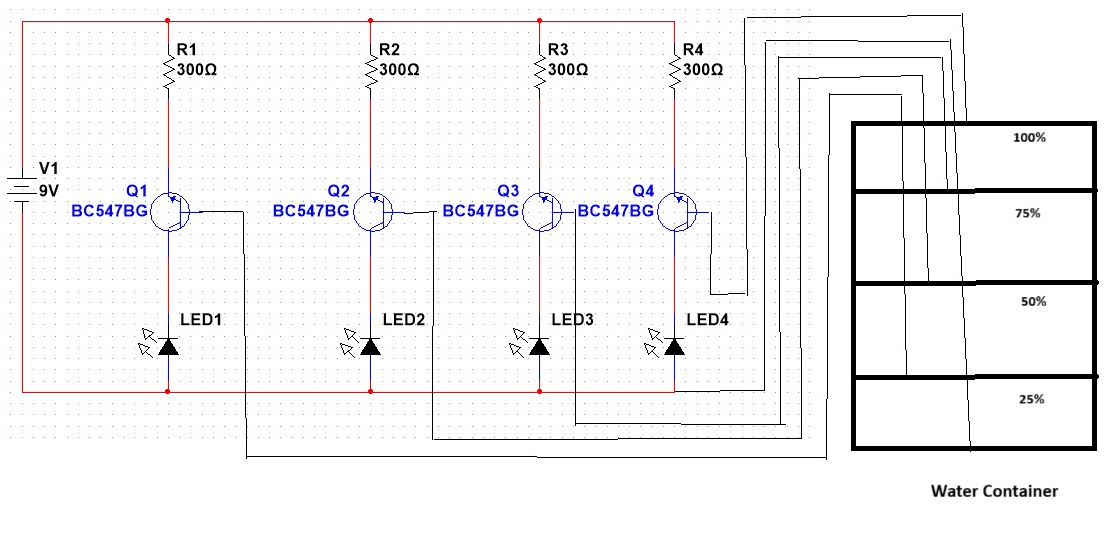 R1
300Ω
R2
300Ω
R3
300Ω
R4
300Ω
V1
9V
Q1
BC547BG
Q2
BC547BG
Q3
BC547BG
Q4
BC547BG
LED1
LED2
LED3
LED4
100%
75%
50%
25%
Water Container